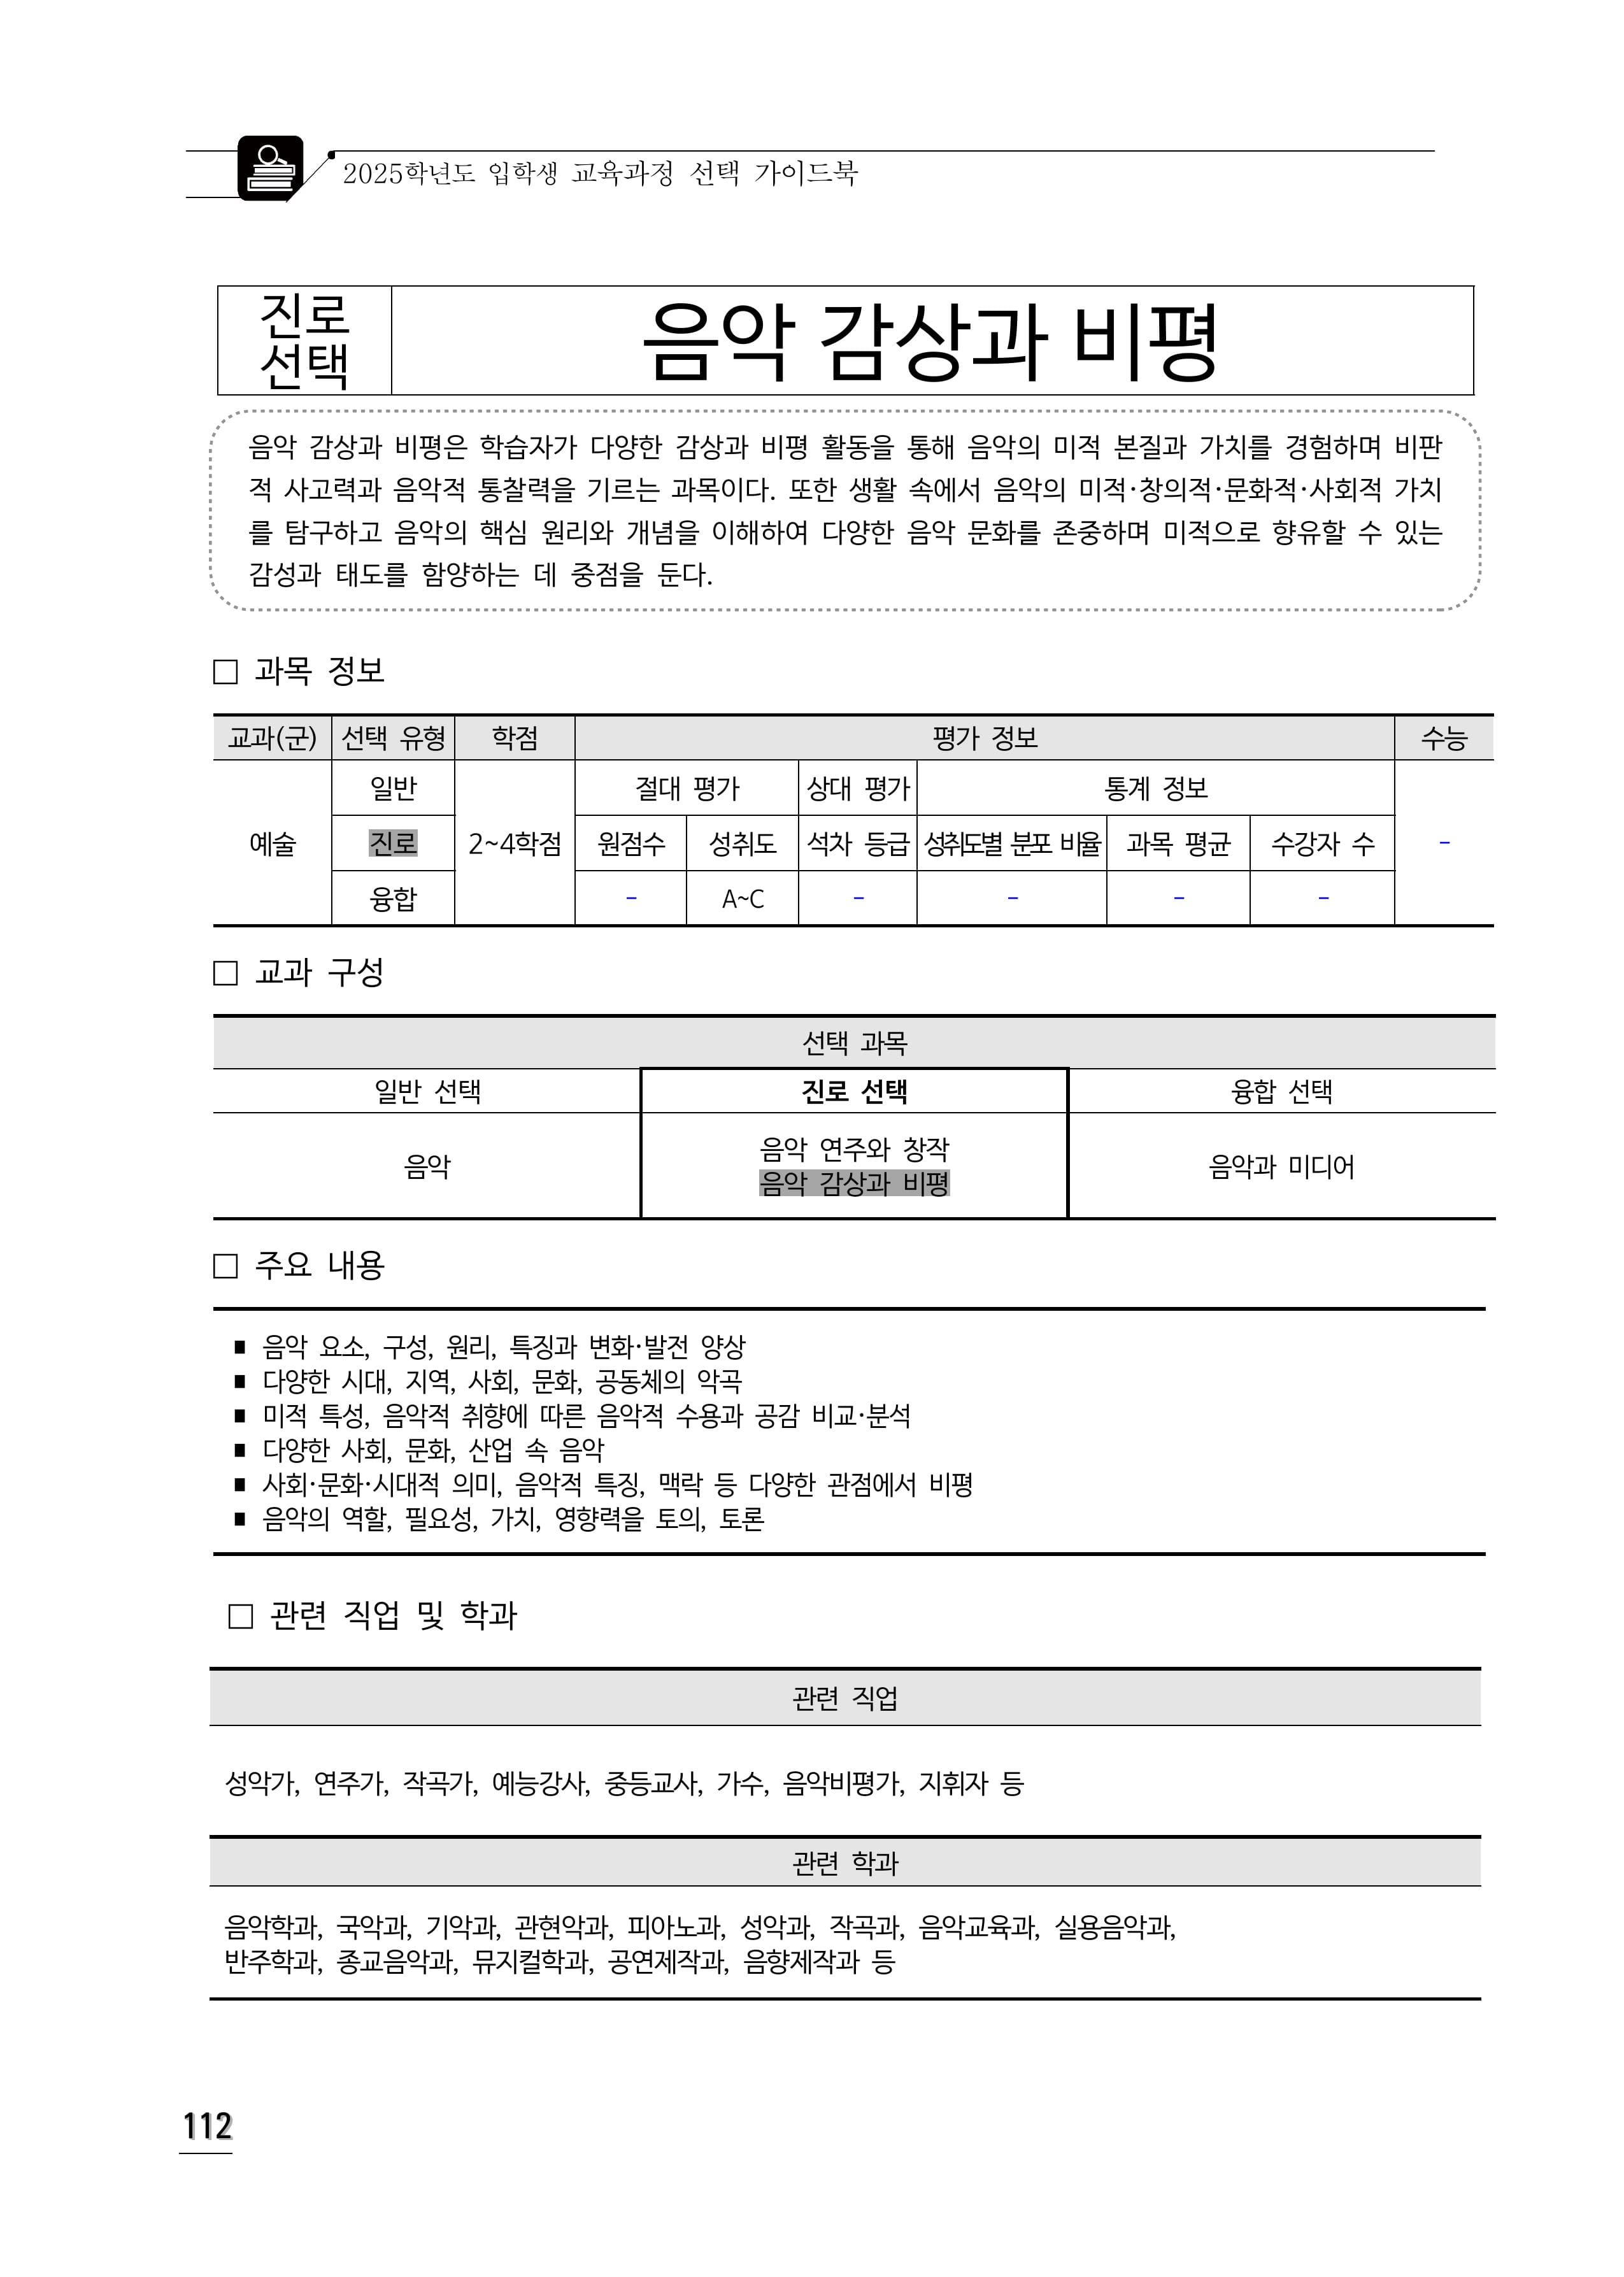 2025학년도 입학생 교육과정 선택 가이드북
진로
선택
음악 감상과 비평
음악 감상과 비평은 학습자가 다양한 감상과 비평 활동을 통해 음악의 미적 본질과 가치를 경험하며 비판
적 사고력과 음악적 통찰력을 기르는 과목이다. 또한 생활 속에서 음악의 미적·창의적·문화적·사회적 가치
를 탐구하고 음악의 핵심 원리와 개념을 이해하여 다양한 음악 문화를 존중하며 미적으로 향유할 수 있는
감성과 태도를 함양하는 데 중점을 둔다.
□ 과목 정보
교과(군) 선택 유형 학점 평가 정보 수능
일반 절대 평가 상대 평가 통계 정보
예술 진로 2~4학점 원점수 성취도 석차 등급 성취도별 분포 비율 과목 평균 수강자 수 -
융합 - A~C - - - -
□ 교과 구성
선택 과목
일반 선택 진로 선택 융합 선택
음악 연주와 창작
음악 음악과 미디어
음악 감상과 비평
□ 주요 내용
■ 음악 요소, 구성, 원리, 특징과 변화·발전 양상
■ 다양한 시대, 지역, 사회, 문화, 공동체의 악곡
■ 미적 특성, 음악적 취향에 따른 음악적 수용과 공감 비교·분석
■ 다양한 사회, 문화, 산업 속 음악
■ 사회·문화·시대적 의미, 음악적 특징, 맥락 등 다양한 관점에서 비평
■ 음악의 역할, 필요성, 가치, 영향력을 토의, 토론
□ 관련 직업 및 학과
관련 직업
성악가, 연주가, 작곡가, 예능강사, 중등교사, 가수, 음악비평가, 지휘자 등
관련 학과
음악학과, 국악과, 기악과, 관현악과, 피아노과, 성악과, 작곡과, 음악교육과, 실용음악과,
반주학과, 종교음악과, 뮤지컬학과, 공연제작과, 음향제작과 등
112